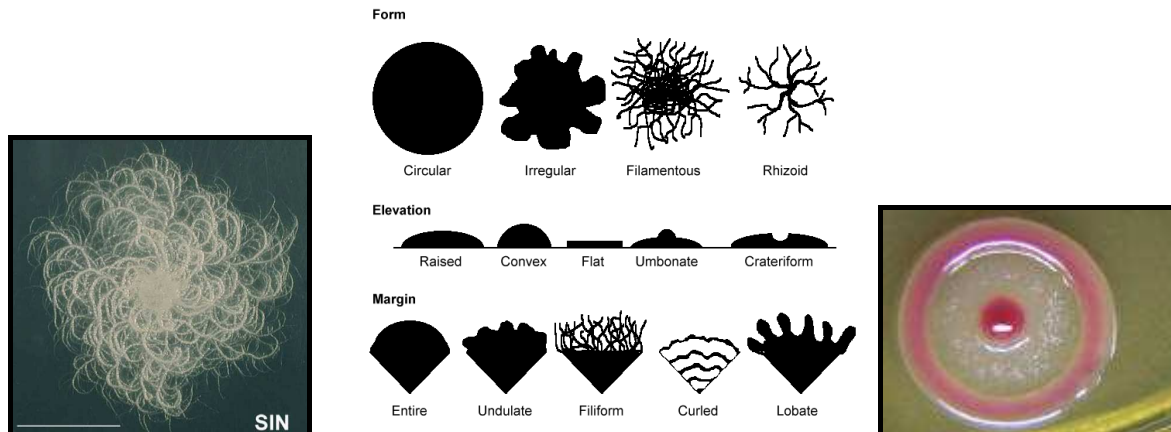 Form
Circular Irregular Filamentous Rhizoid
Elevation
Raised Convex Flat Umbonate Crateriform
Margin
Entire Undulate Filiform Curled Lobate
SIN